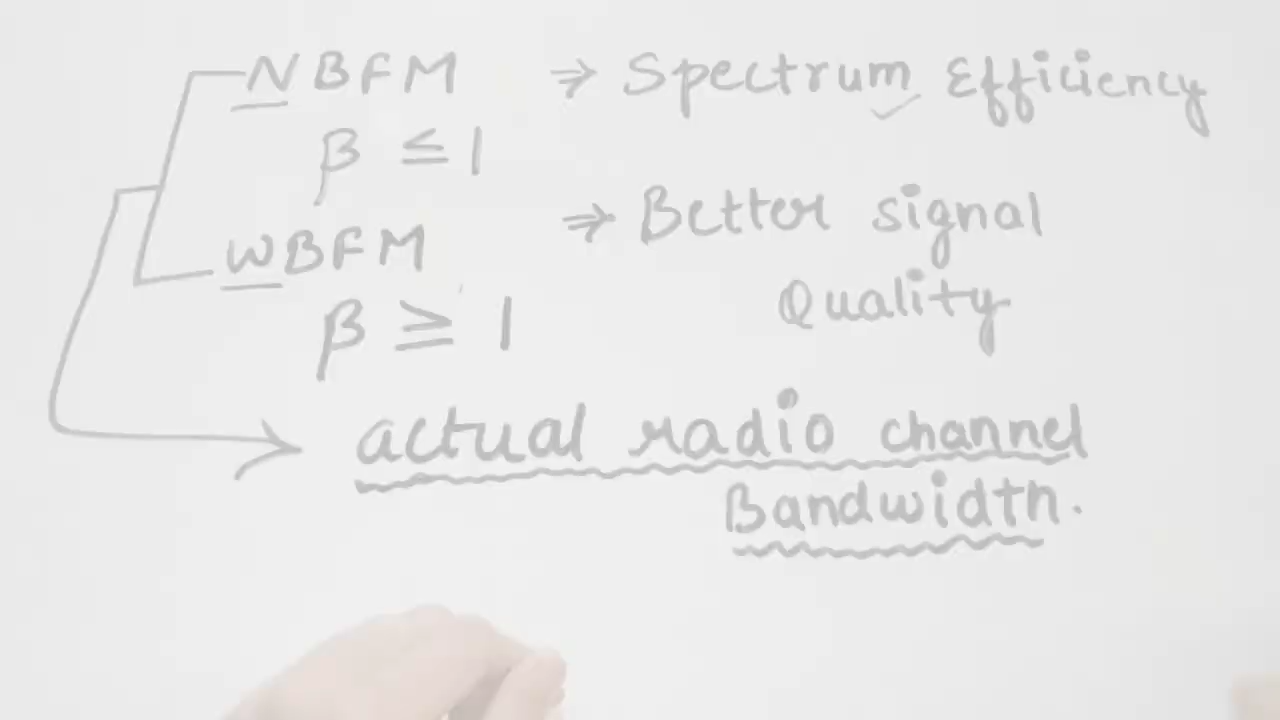 NBFM ⇒ Spectrum Efficiency
β ≤ 1
WBFM ⇒ Better signal
Quality
β ≥ 1
actual radio channel
Bandwidth.